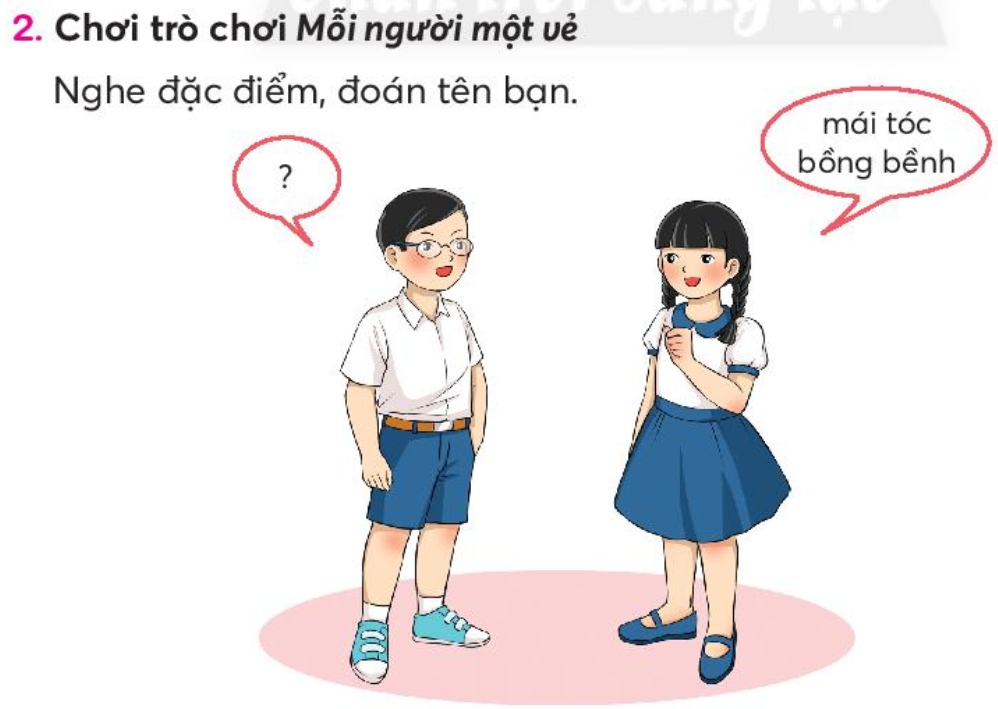 2. Chơi trò chơi Mỗi người một vẻ
Nghe đặc điểm, đoán tên bạn.
?
mái tóc
bồng bềnh